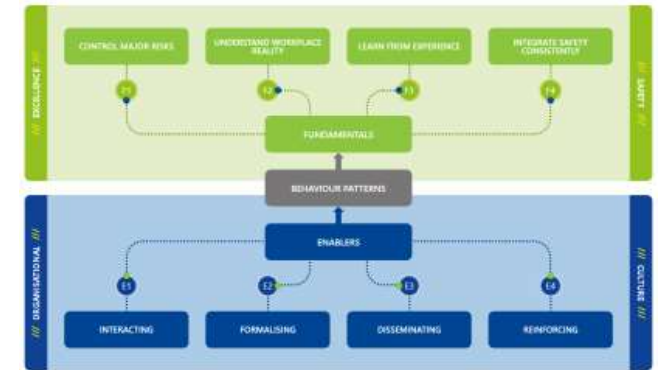 CONTROL MAJOR RISKS
UNDERSTAND WORKPLACE
REALITY
LEARN FROM EXPERIENCE
INTEGRATE SAFETY
CONSISTENTLY
/// EXCELLENCE ///
/// SAFETY ///
F1
F2
F3
F4
FUNDAMENTALS
BEHAVIOUR PATTERNS
ENABLERS
/// ORGANISATIONAL ///
/// CULTURE ///
E1
E2
E3
E4
INTERACTING
FORMALISING
DISSEMINATING
REINFORCING